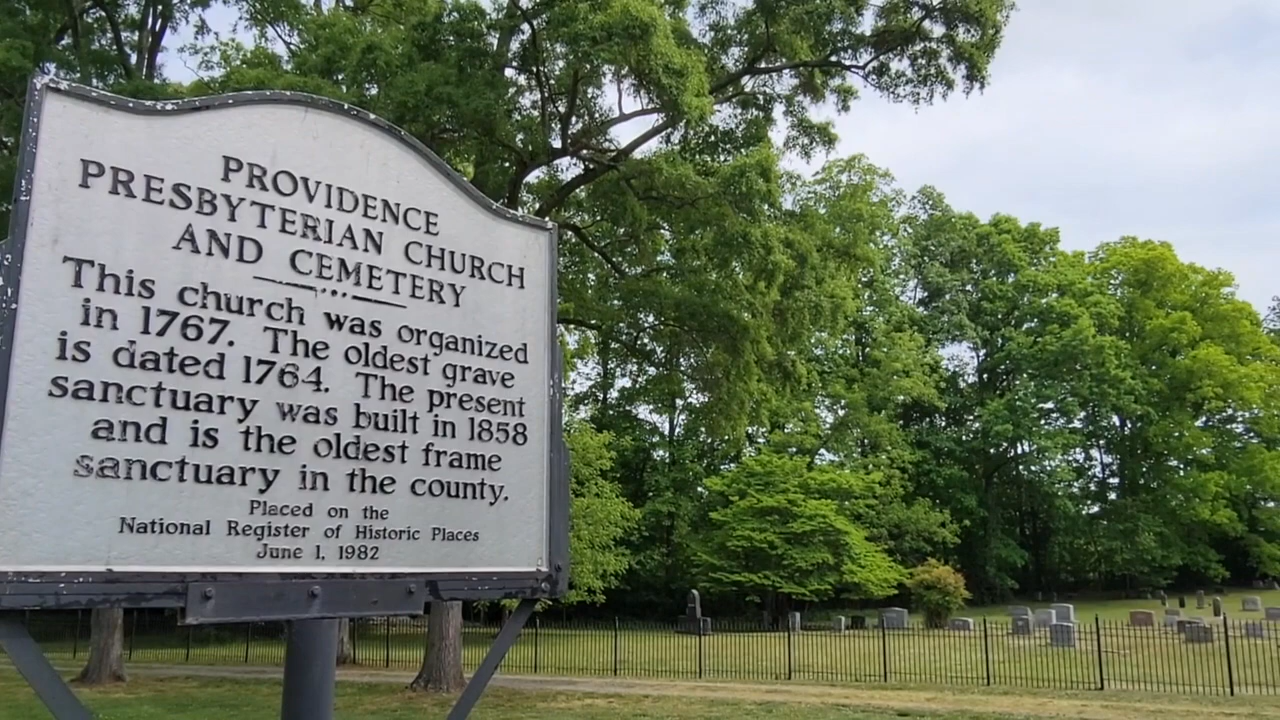 PROVIDENCE
PRESBYTERIAN CHURCH
AND CEMETERY
This church was organized
in 1767. The oldest grave
is dated 1764. The present
sanctuary was built in 1858
and is the oldest frame
sanctuary in the county.
Placed on the
National Register of Historic Places
June 1, 1982